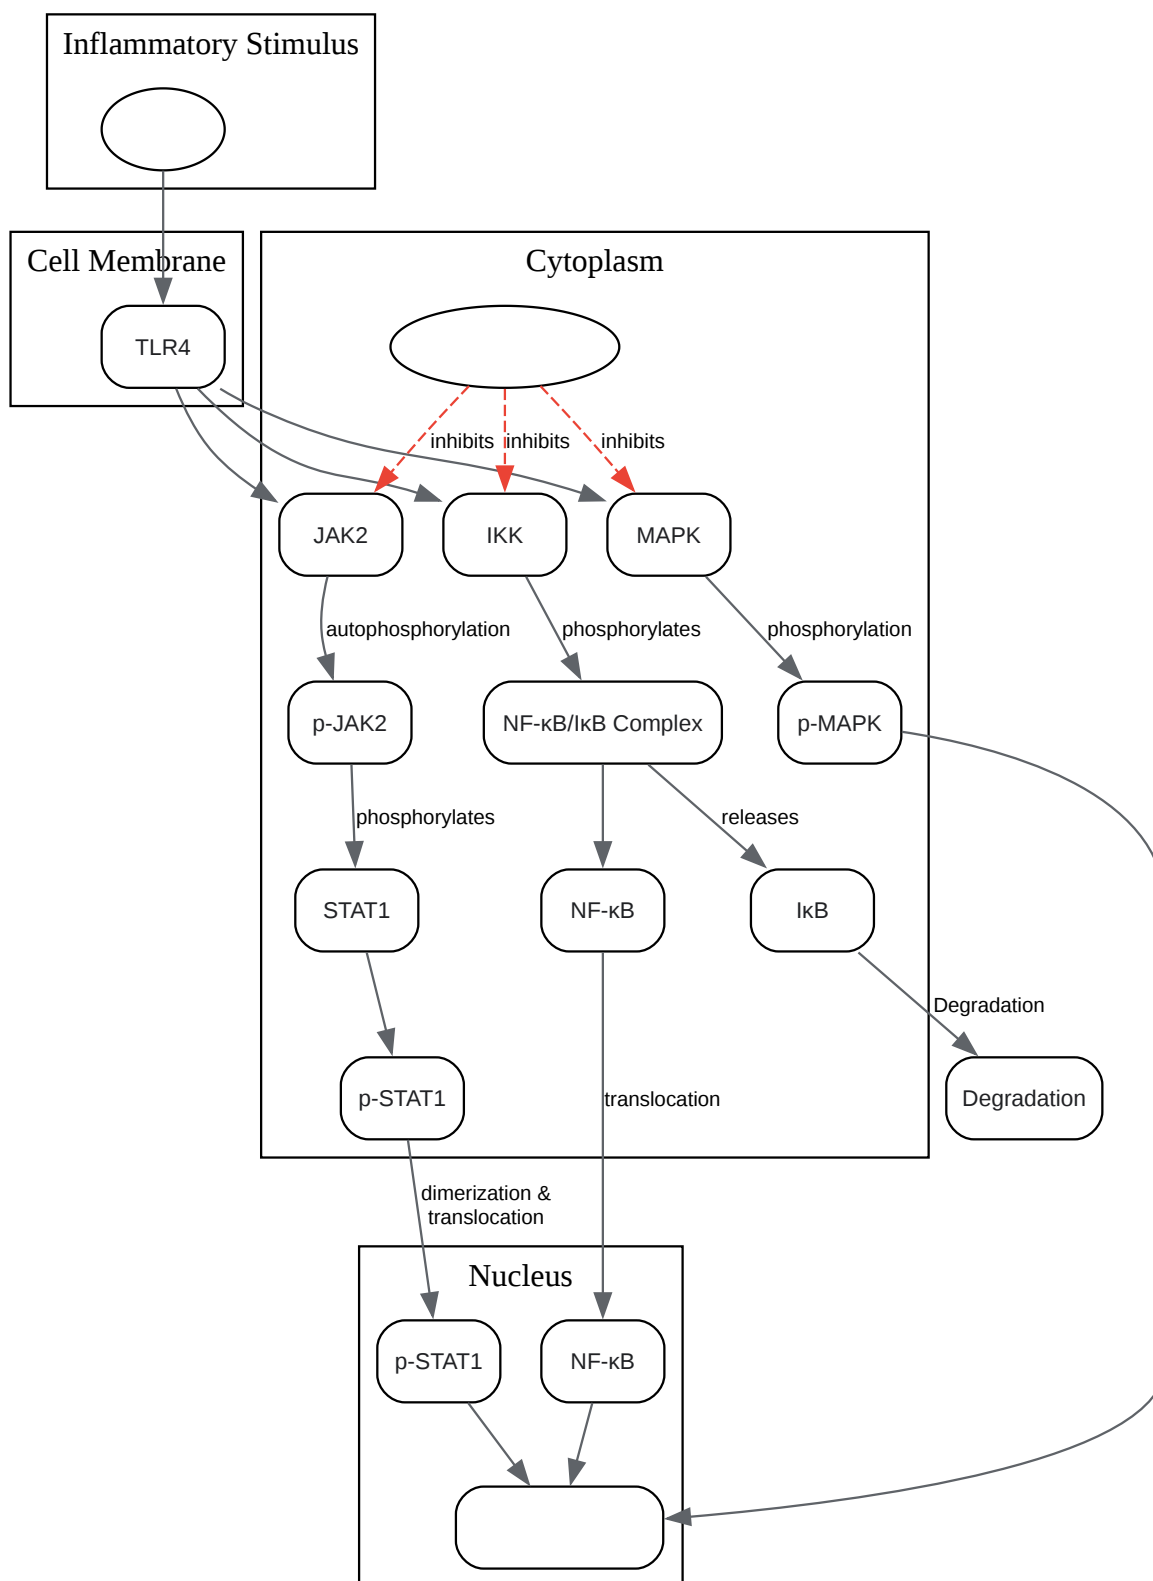 Inflammatory Stimulus
Cell Membrane
Cytoplasm
TLR4
inhibits
inhibits
inhibits
JAK2
IKK
MAPK
autophosphorylation
phosphorylates
phosphorylation
p-JAK2
NF-κB/IκB Complex
p-MAPK
phosphorylates
releases
STAT1
NF-κB
IκB
Degradation
p-STAT1
translocation
Degradation
dimerization &
translocation
Nucleus
p-STAT1
NF-κB